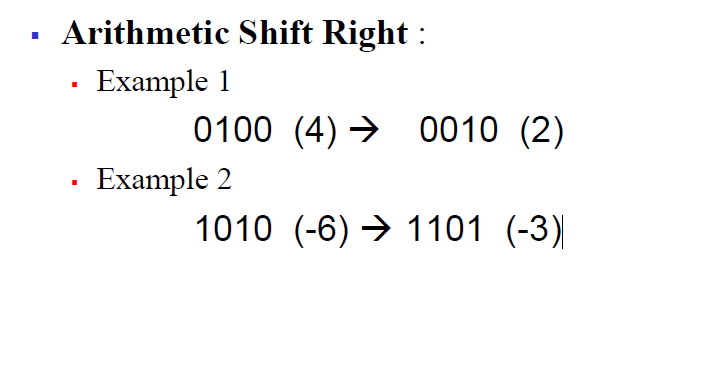 ▪ Arithmetic Shift Right :
▪ Example 1
0100 (4) → 0010 (2)
▪ Example 2
1010 (-6) → 1101 (-3)